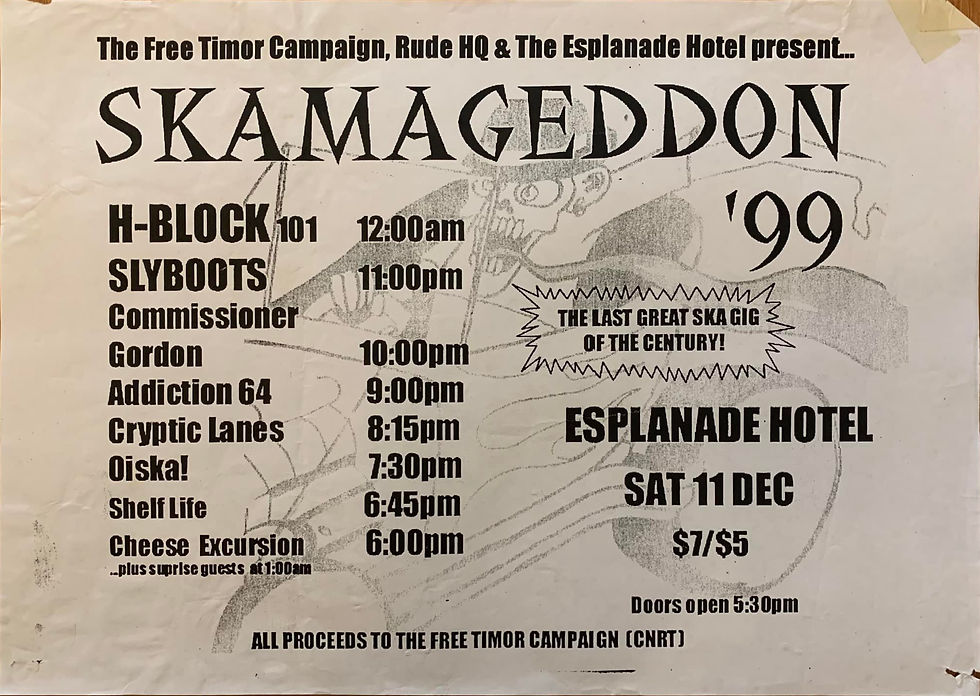 The Free Timor Campaign, Rude HQ & The Esplanade Hotel present...
SKAMAGEDDON
'99
H-BLOCK 101 12:00am
SLYBOOTS 11:00pm
Commissioner
Gordon 10:00pm
Addiction 64 9:00pm
Cryptic Lanes 8:15pm
Oiska! 7:30pm
Shelf Life 6:45pm
Cheese Excursion 6:00pm
...plus suprise guests at 1:00am
THE LAST GREAT SKA GIG
OF THE CENTURY!
ESPLANADE HOTEL
SAT 11 DEC
$7/$5
Doors open 5:30pm
ALL PROCEEDS TO THE FREE TIMOR CAMPAIGN (CNRT)